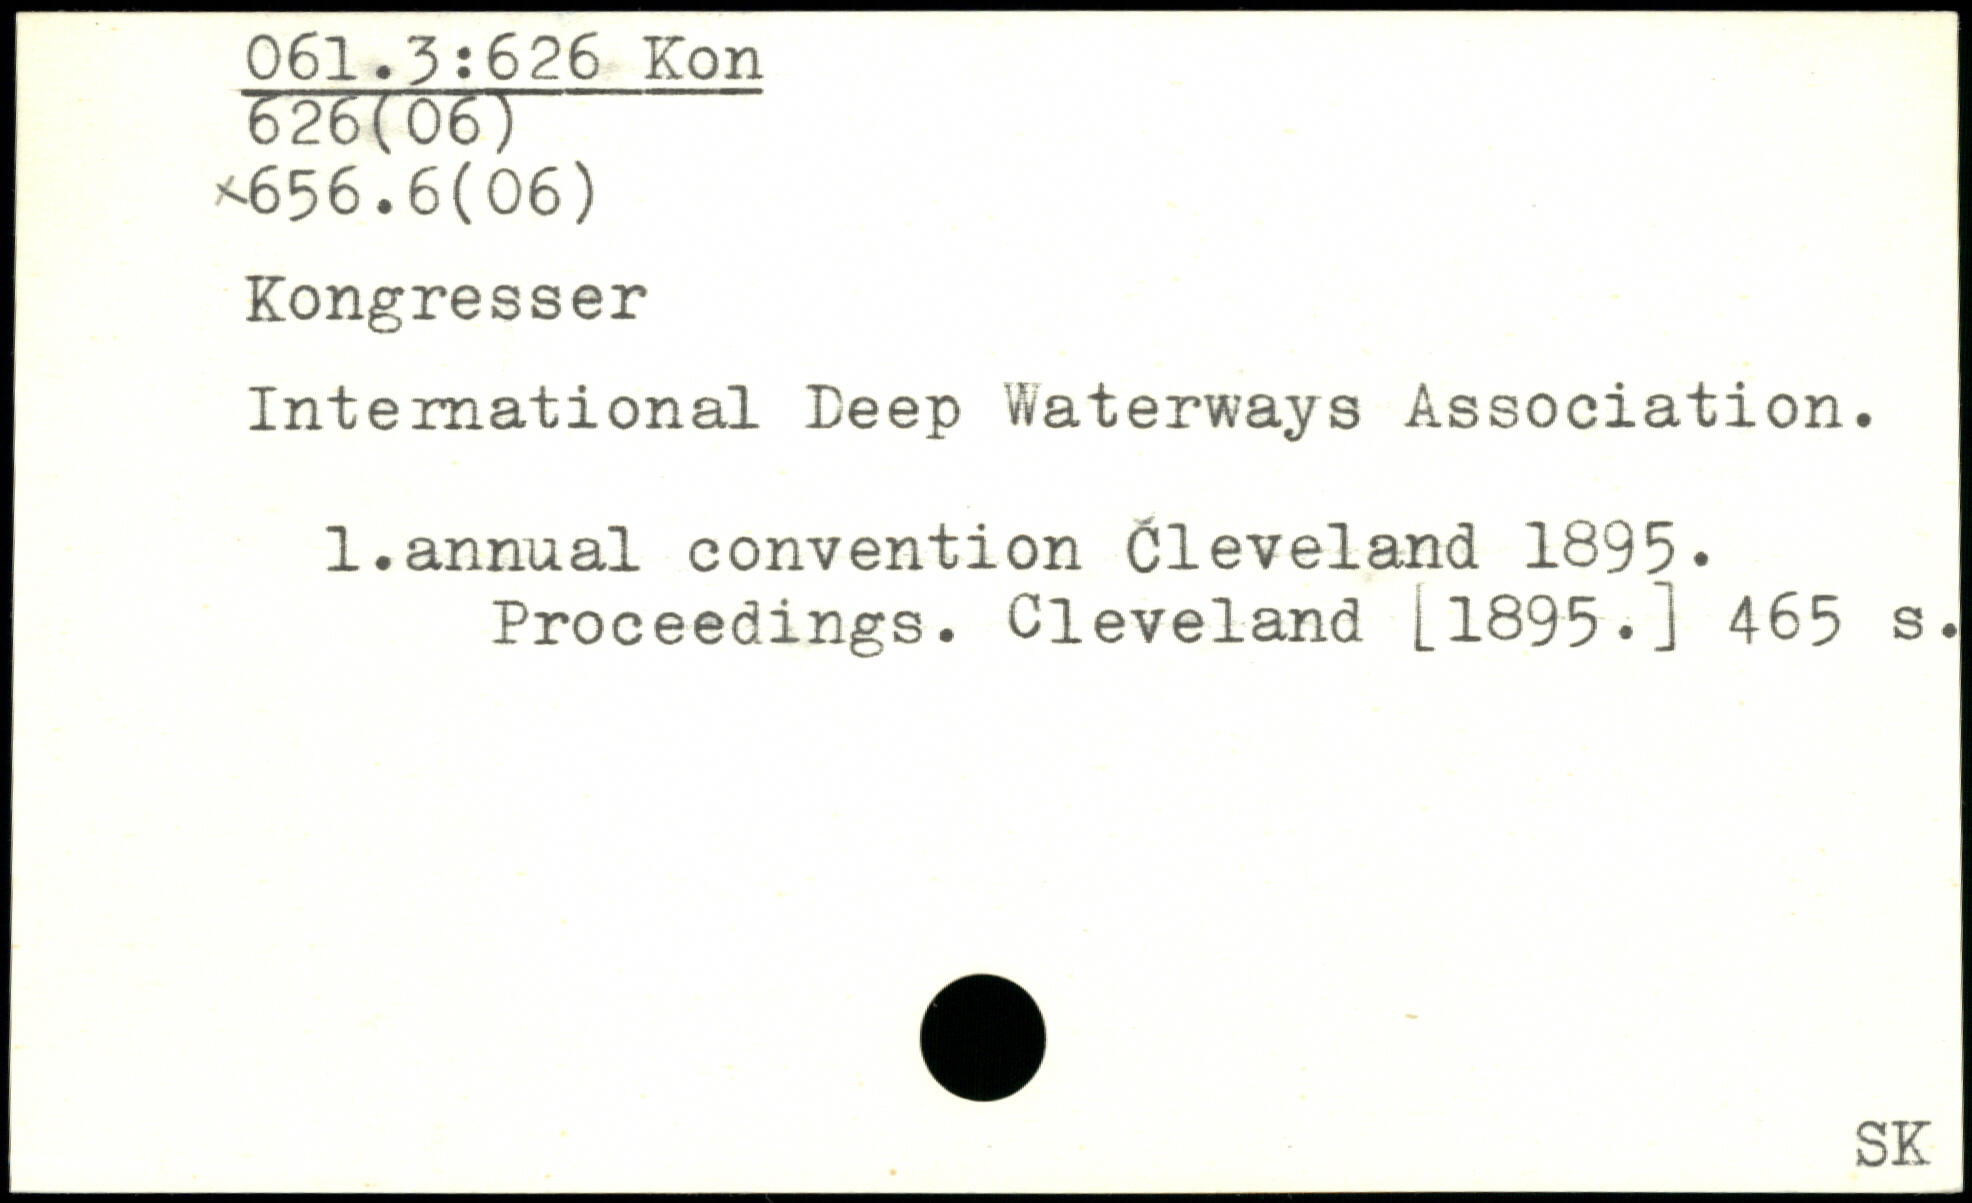 061.3:626 Kon
626(06)
×656.6(06)
Kongresser
International Deep Waterways Association.
1.annual convention Cleveland 1895.
Proceedings. Cleveland [1895.] 465 s.
SK